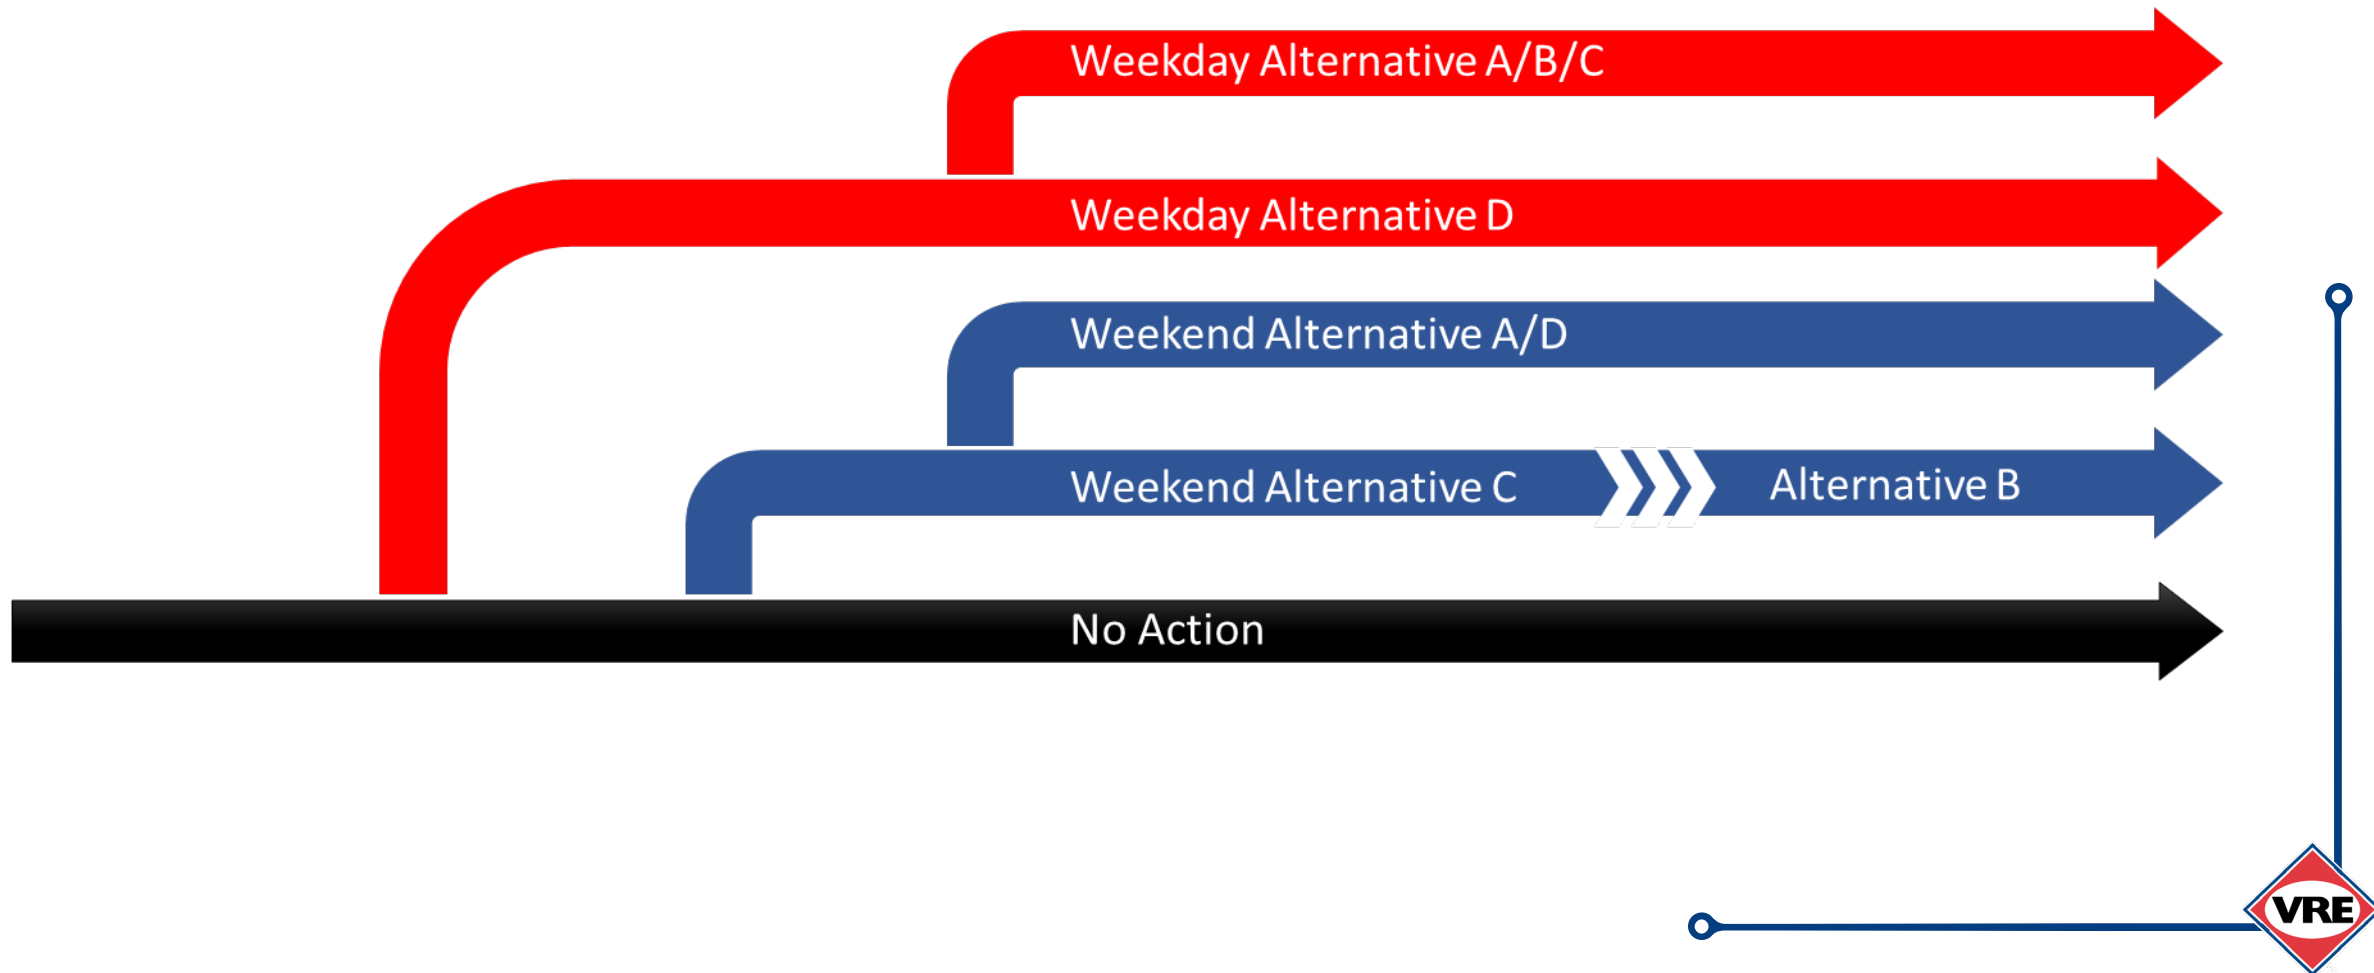 Weekday Alternative A/B/C
Weekday Alternative D
Weekend Alternative A/D
Weekend Alternative C
Alternative B
No Action
VRE